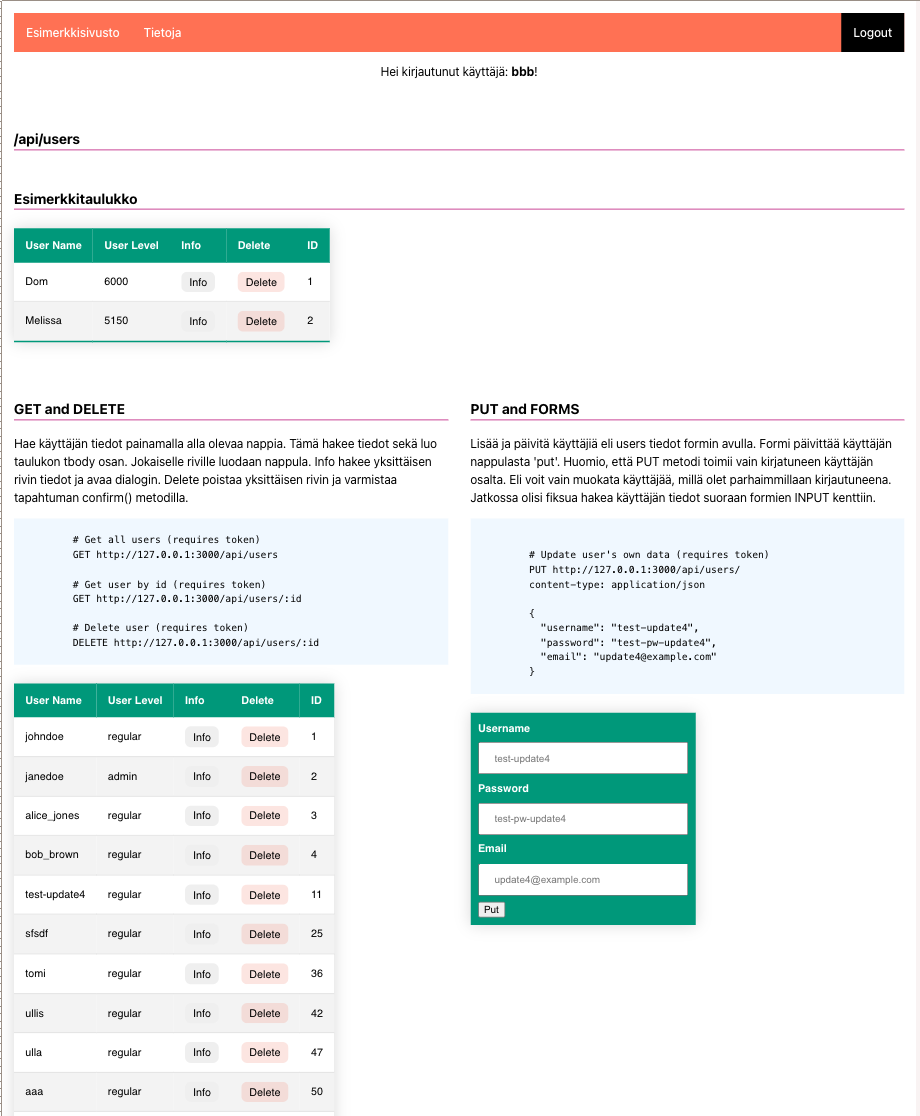 Esimerkkisivusto Tietoja Logout
Hei kirjautunut käyttäjä: bbb!
/api/users
Esimerkkitaulukko
User Name User Level Info Delete ID
Dom 6000 Info Delete 1
Melissa 5150 Info Delete 2
GET and DELETE
Hae käyttäjän tiedot painamalla alla olevaa nappia. Tämä hakee tiedot sekä luo
taulukon tbody osan. Jokaiselle riville luodaan nappula. Info hakee yksittäisen
rivin tiedot ja avaa dialogin. Delete poistaa yksittäisen rivin ja varmistaa
tapahtuman confirm() metodilla.
# Get all users (requires token)
GET http://127.0.0.1:3000/api/users
# Get user by id (requires token)
GET http://127.0.0.1:3000/api/users/:id
# Delete user (requires token)
DELETE http://127.0.0.1:3000/api/users/:id
User Name User Level Info Delete ID
johndoe regular Info Delete 1
janedoe admin Info Delete 2
alice_jones regular Info Delete 3
bob_brown regular Info Delete 4
test-update4 regular Info Delete 11
sfsdf regular Info Delete 25
tomi regular Info Delete 36
ullis regular Info Delete 42
ulla regular Info Delete 47
aaa regular Info Delete 50
PUT and FORMS
Lisää ja päivitä käyttäjiä eli users tiedot formin avulla. Formi päivittää käyttäjän
nappulasta 'put'. Huomio, että PUT metodi toimii vain kirjatuneen käyttäjän
osalta. Eli voit vain muokata käyttäjää, millä olet parhaimmillaan kirjautuneena.
Jatkossa olisi fiksua hakea käyttäjän tiedot suoraan formien INPUT kenttiin.
# Update user's own data (requires token)
PUT http://127.0.0.1:3000/api/users/
content-type: application/json
{
"username": "test-update4",
"password": "test-pw-update4",
"email": "update4@example.com"
}
Username
test-update4
Password
test-pw-update4
Email
update4@example.com
Put